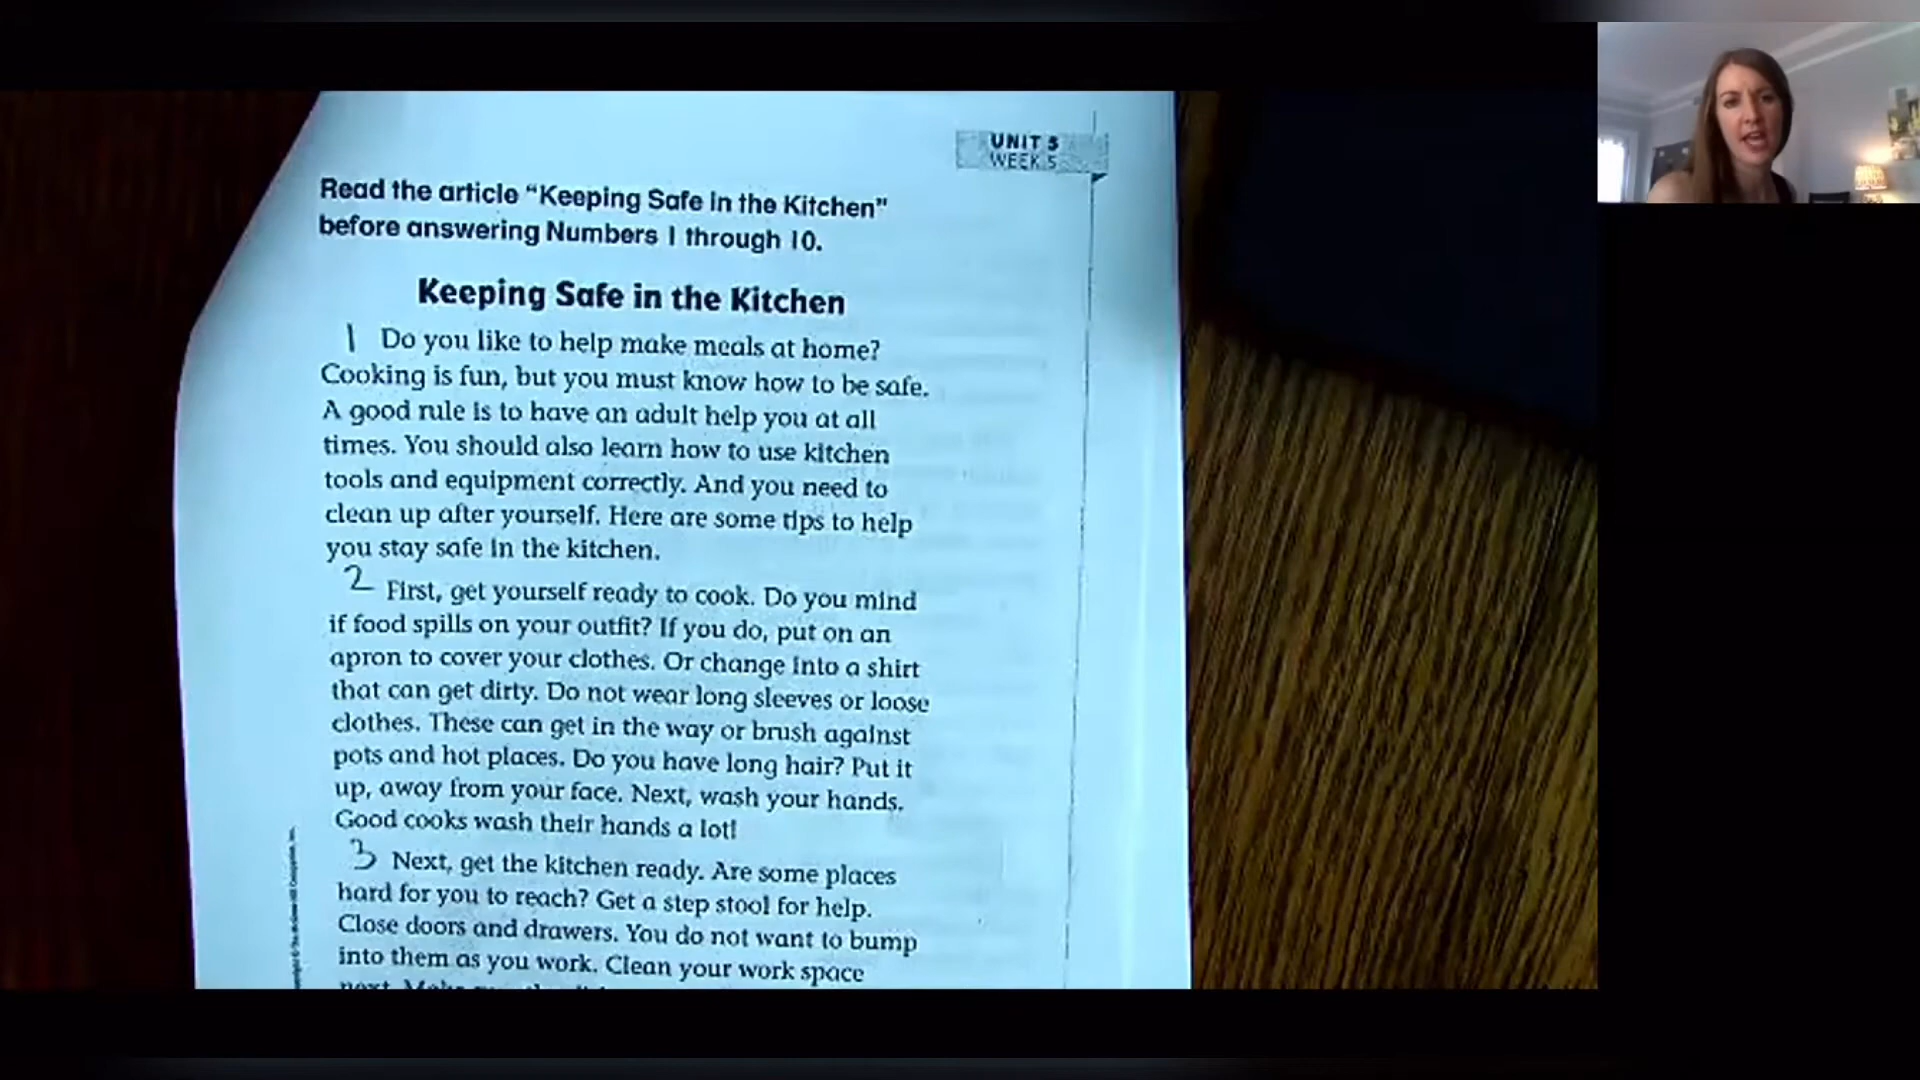 UNIT 5
WEEK 5
Read the article “Keeping Safe in the Kitchen”
before answering Numbers 1 through 10.
Keeping Safe in the Kitchen
1 Do you like to help make meals at home?
Cooking is fun, but you must know how to be safe.
A good rule is to have an adult help you at all
times. You should also learn how to use kitchen
tools and equipment correctly. And you need to
clean up after yourself. Here are some tips to help
you stay safe in the kitchen.
2 First, get yourself ready to cook. Do you mind
if food spills on your outfit? If you do, put on an
apron to cover your clothes. Or change into a shirt
that can get dirty. Do not wear long sleeves or loose
clothes. These can get in the way or brush against
pots and hot places. Do you have long hair? Put it
up, away from your face. Next, wash your hands.
Good cooks wash their hands a lot!
3 Next, get the kitchen ready. Are some places
hard for you to reach? Get a step stool for help.
Close doors and drawers. You do not want to bump
into them as you work. Clean your work space